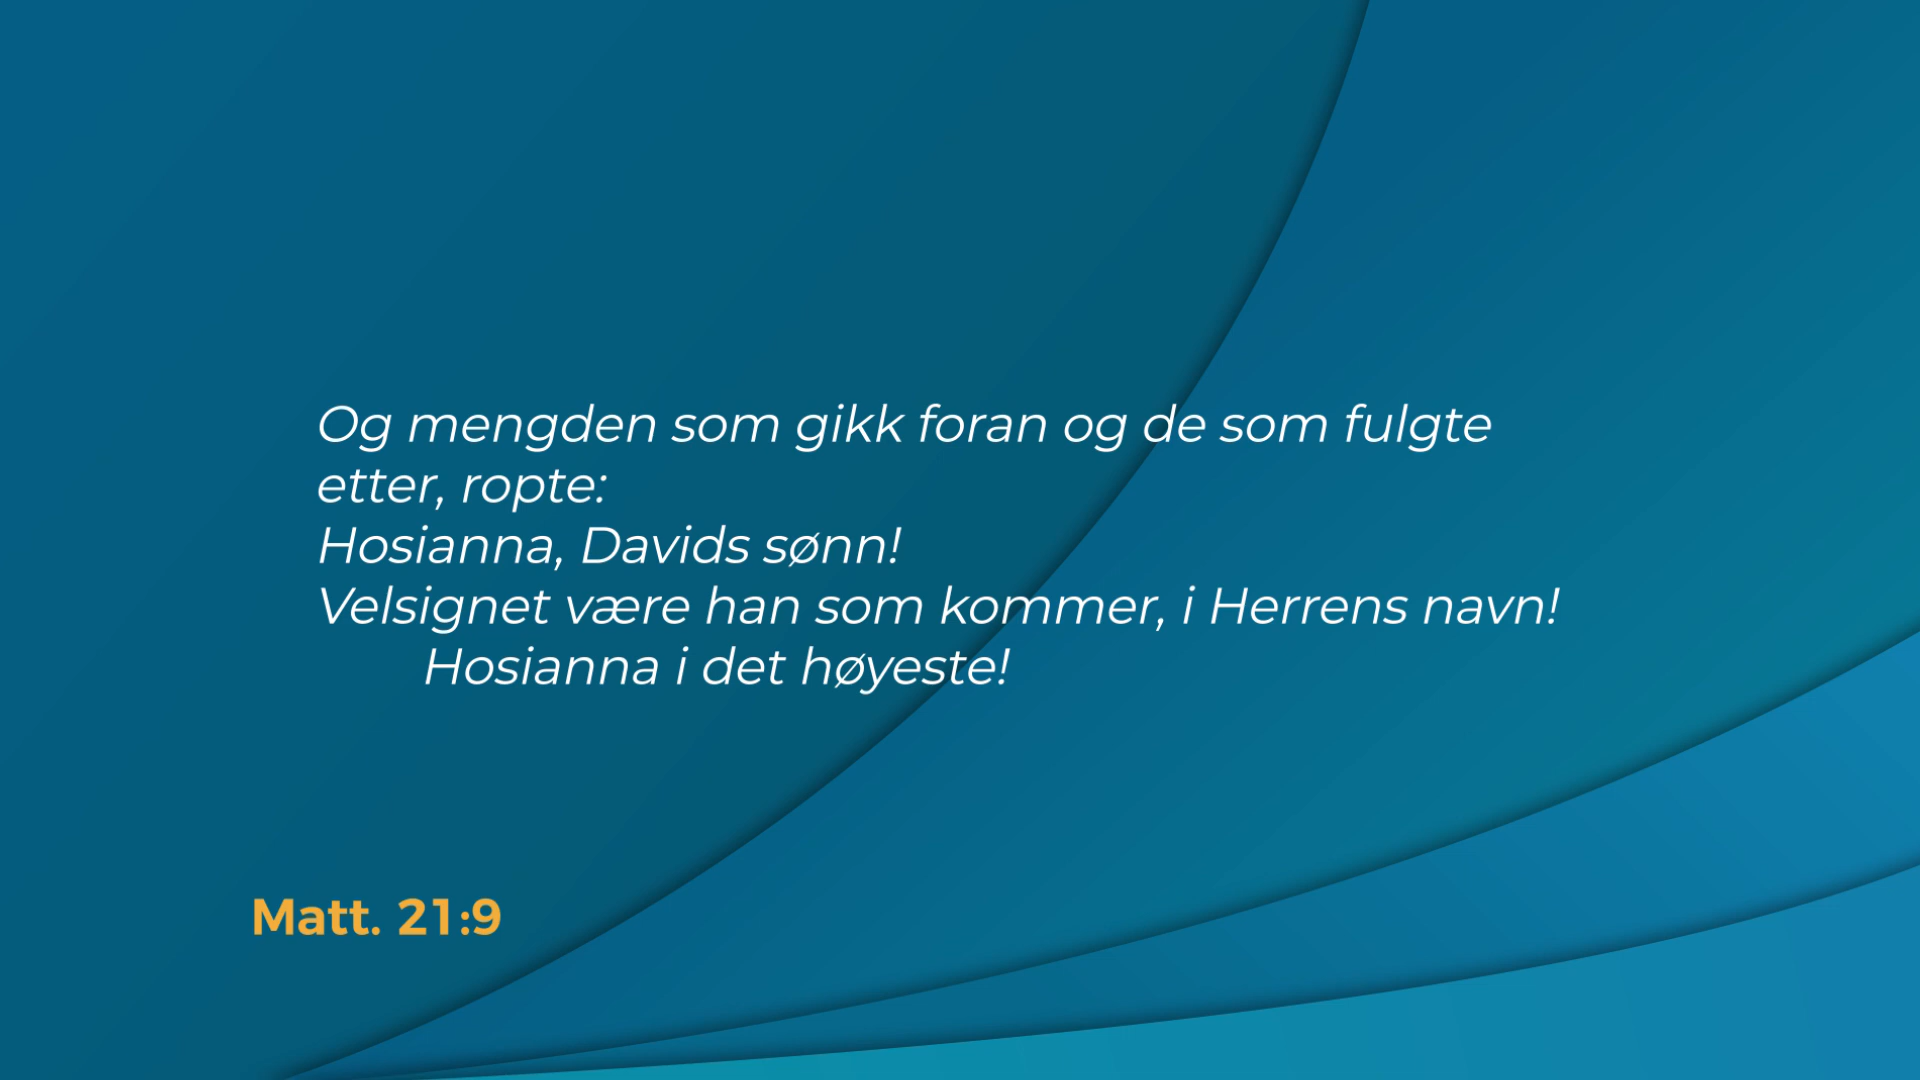 Og mengden som gikk foran og de som fulgte
etter, ropte:
Hosianna, Davids sønn!
Velsignet være han som kommer, i Herrens navn!
Hosianna i det høyeste!
Matt. 21:9